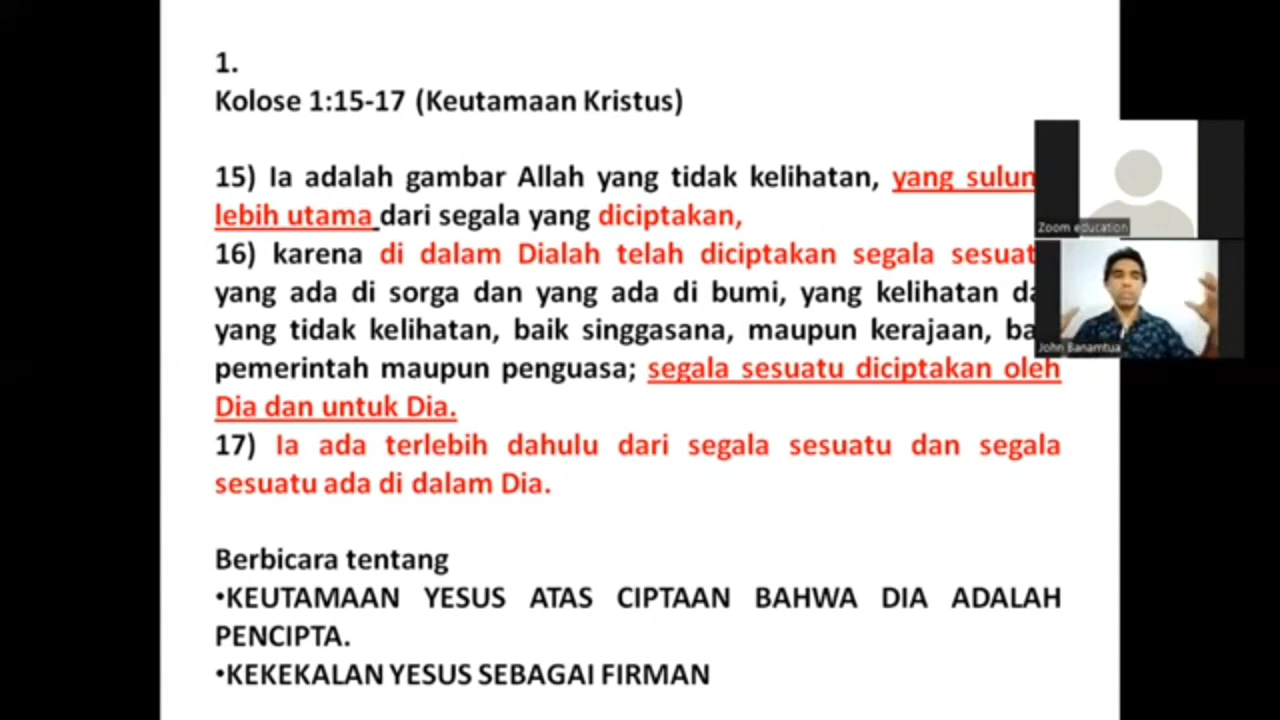 1.
Kolose 1:15-17 (Keutamaan Kristus)
15) Ia adalah gambar Allah yang tidak kelihatan, yang
lebih utama dari segala yang diciptakan,
16) karena di dalam Dialah telah diciptakan segala
yang ada di sorga dan yang ada di bumi, yang kelihatan
yang tidak kelihatan, baik singgasana, maupun kerajaan,
pemerintah maupun penguasa; segala sesuatu diciptakan oleh
Dia dan untuk Dia.
17) Ia ada terlebih dahulu dari segala sesuatu dan segala
sesuatu ada di dalam Dia.
Berbicara tentang
•KEUTAMAAN YESUS ATAS CIPTAAN BAHWA DIA ADALAH
PENCIPTA.
•KEKEKALAN YESUS SEBAGAI FIRMAN
Zoom education
John Banamtua